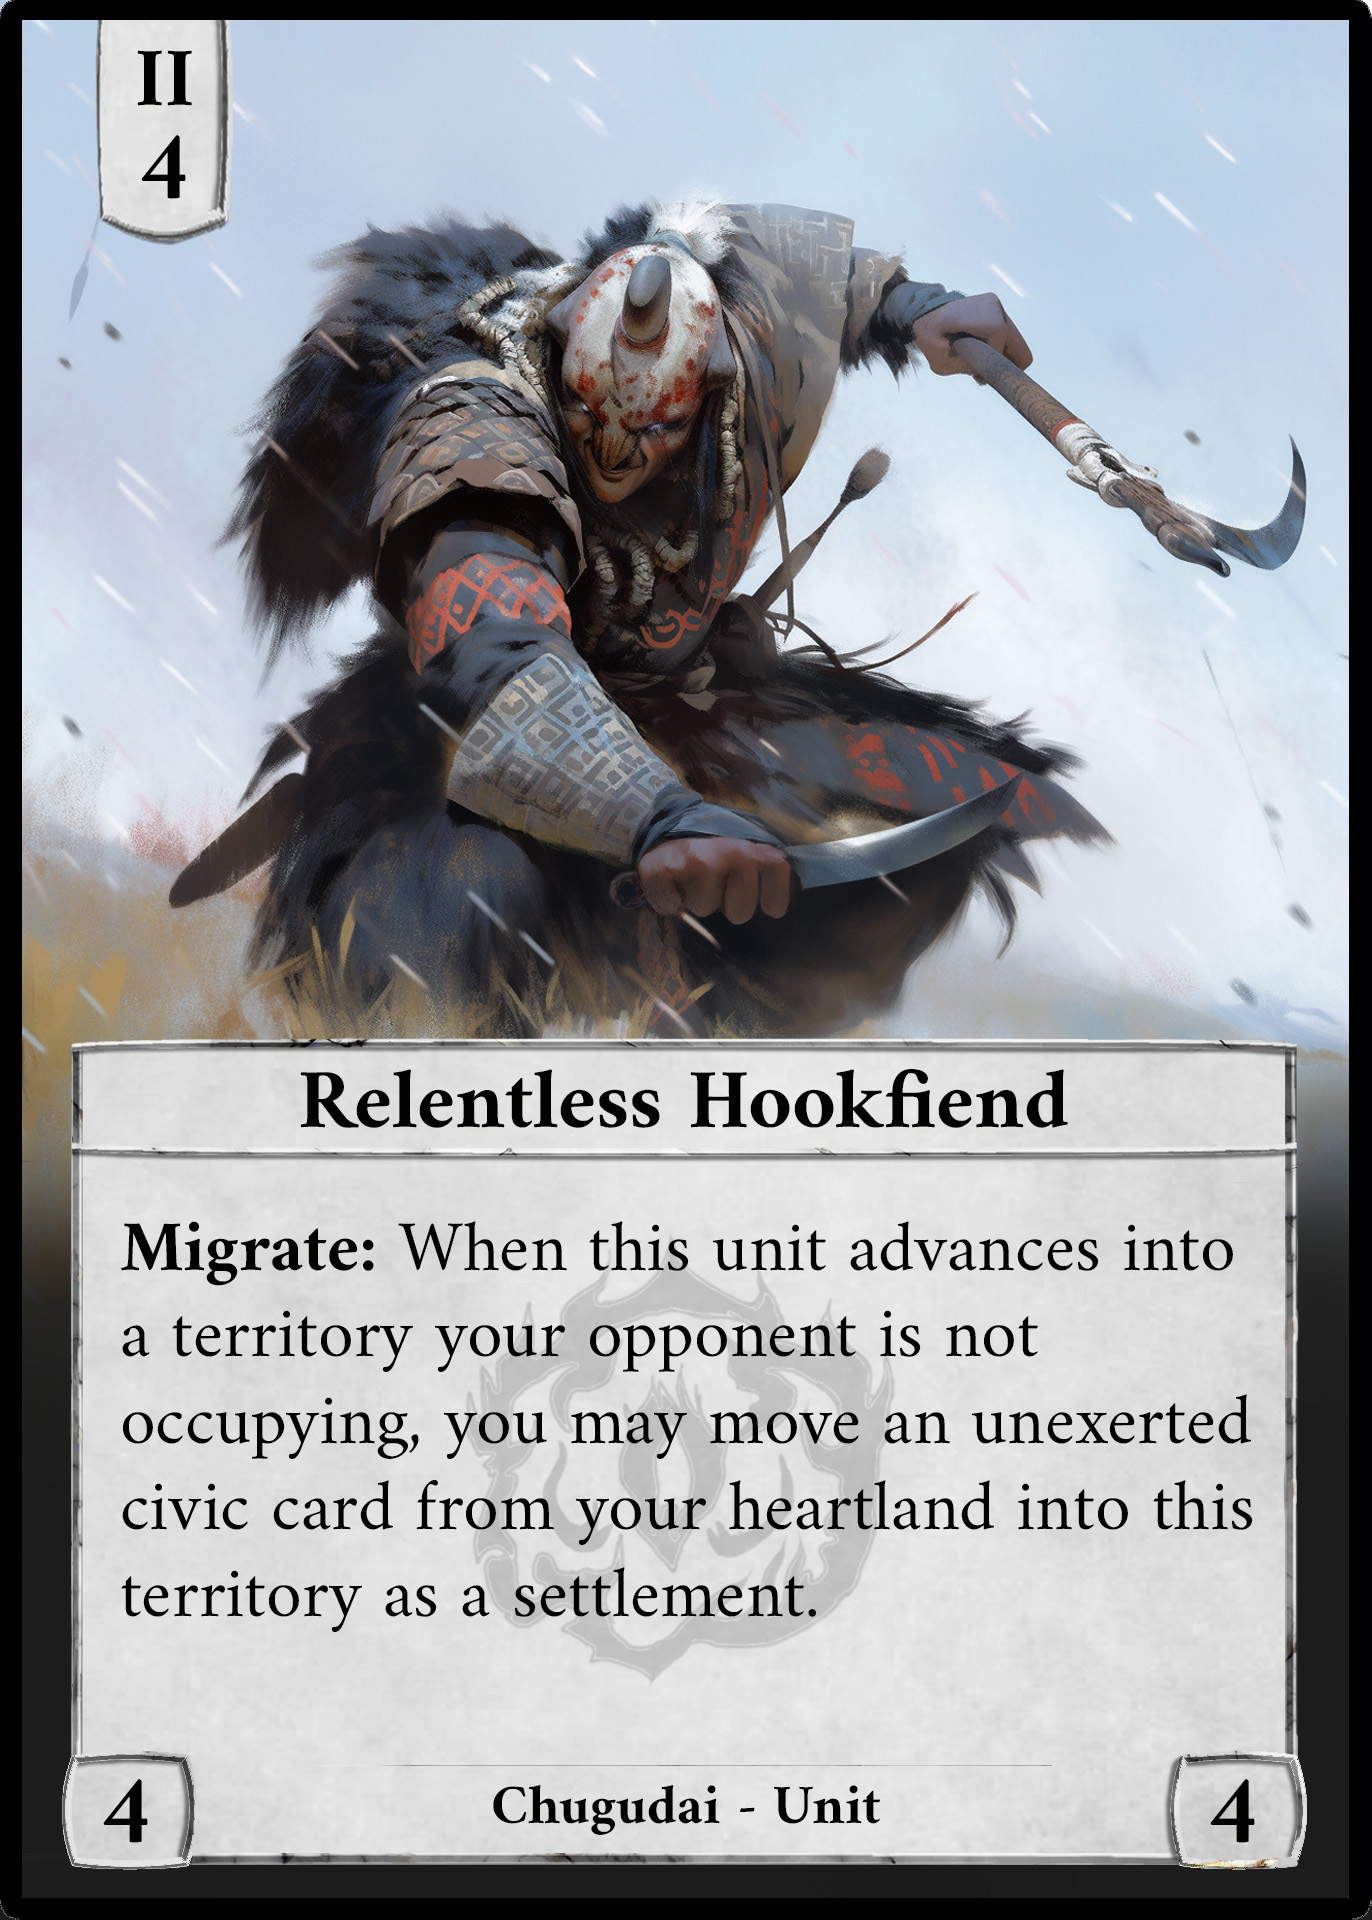 II
4
Relentless Hookfiend
Migrate: When this unit advances into
a territory your opponent is not
occupying, you may move an unexerted
civic card from your heartland into this
territory as a settlement.
4
Chugudai - Unit
4